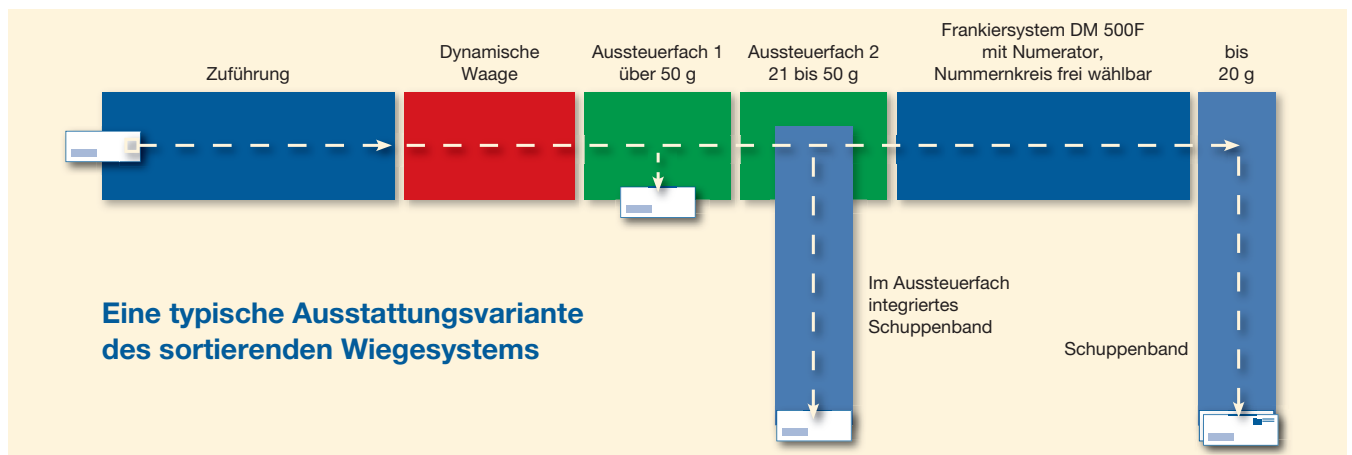 Zuführung
Dynamische
Waage
Aussteuerfach 1
über 50 g
Aussteuerfach 2
21 bis 50 g
Frankiersystem DM 500F
mit Numerator,
Nummernkreis frei wählbar
bis
20 g
Im Aussteuerfach
integriertes
Schuppenband
Schuppenband
Eine typische Ausstattungsvariante
des sortierenden Wiegesystems